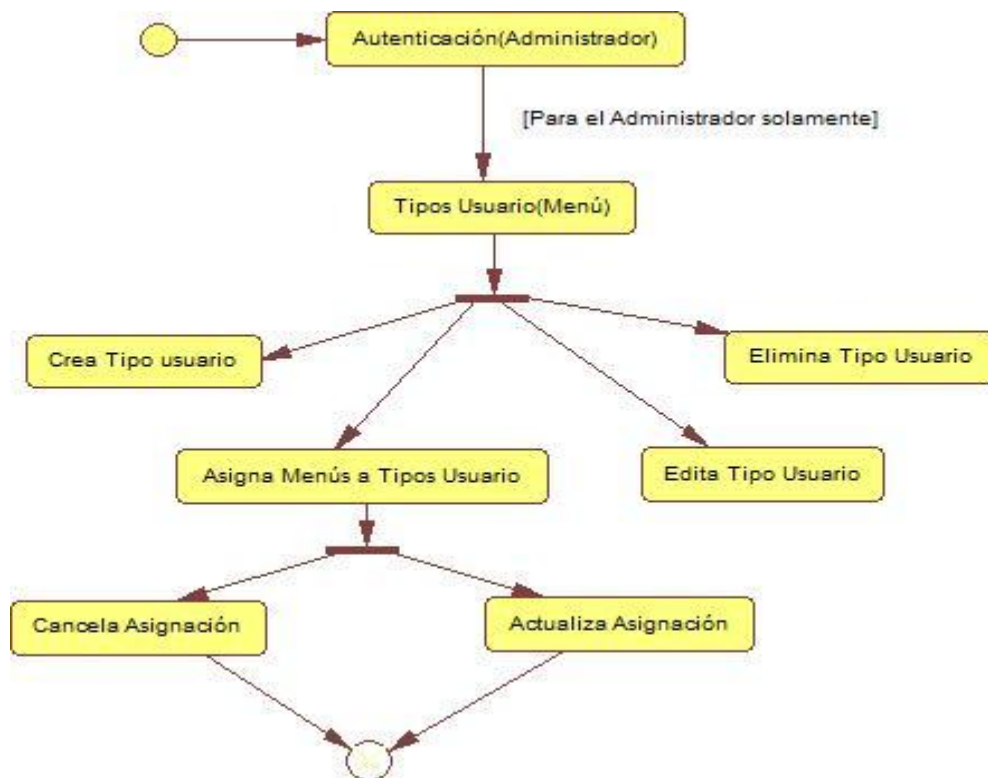 Autenticación(Administrador)
[Para el Administrador solamente]
Tipos Usuario(Menú)
Crea Tipo usuario
Elimina Tipo Usuario
Asigna Menús a Tipos Usuario
Edita Tipo Usuario
Cancela Asignación
Actualiza Asignación